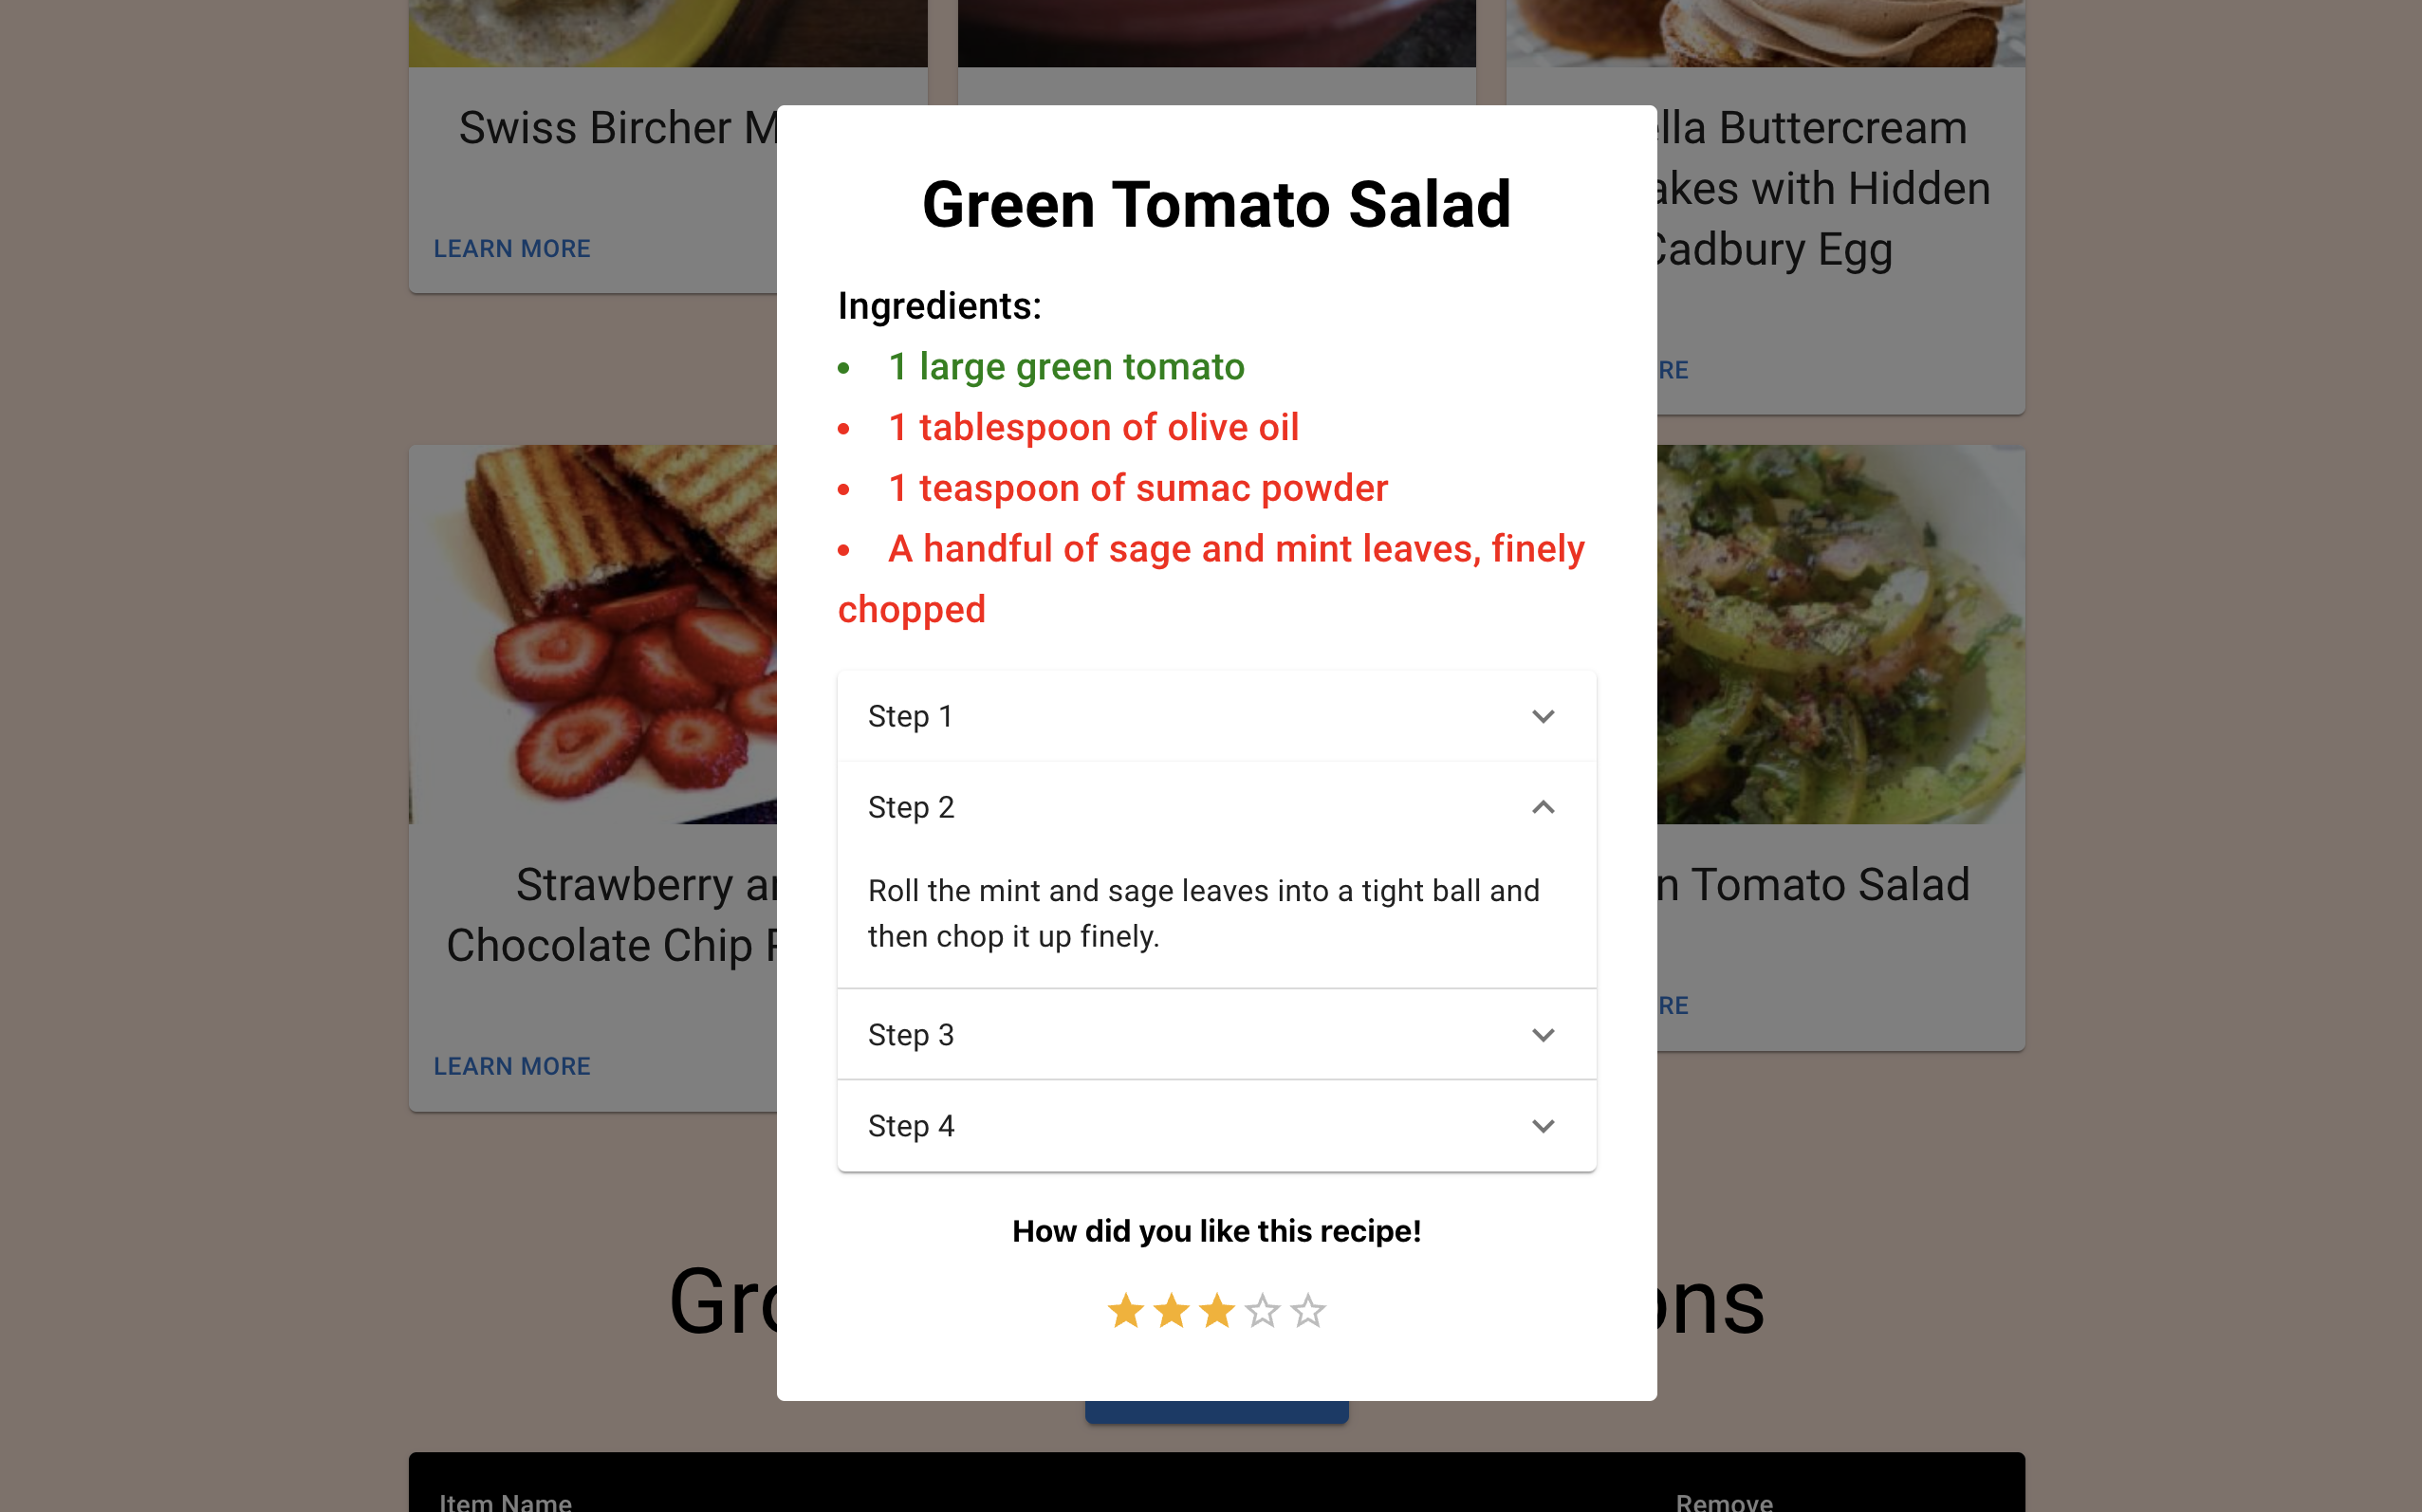 Swiss Bircher M
LEARN MORE
lla Buttercream
akes with Hidden
Cadbury Egg
RE
Green Tomato Salad
Ingredients:
• 1 large green tomato
• 1 tablespoon of olive oil
• 1 teaspoon of sumac powder
• A handful of sage and mint leaves, finely
chopped
Step 1
Step 2
Roll the mint and sage leaves into a tight ball and
then chop it up finely.
Step 3
Step 4
How did you like this recipe!
Strawberry a
Chocolate Chip
LEARN MORE
n Tomato Salad
RE
Gro
ons
Item Name
Remove